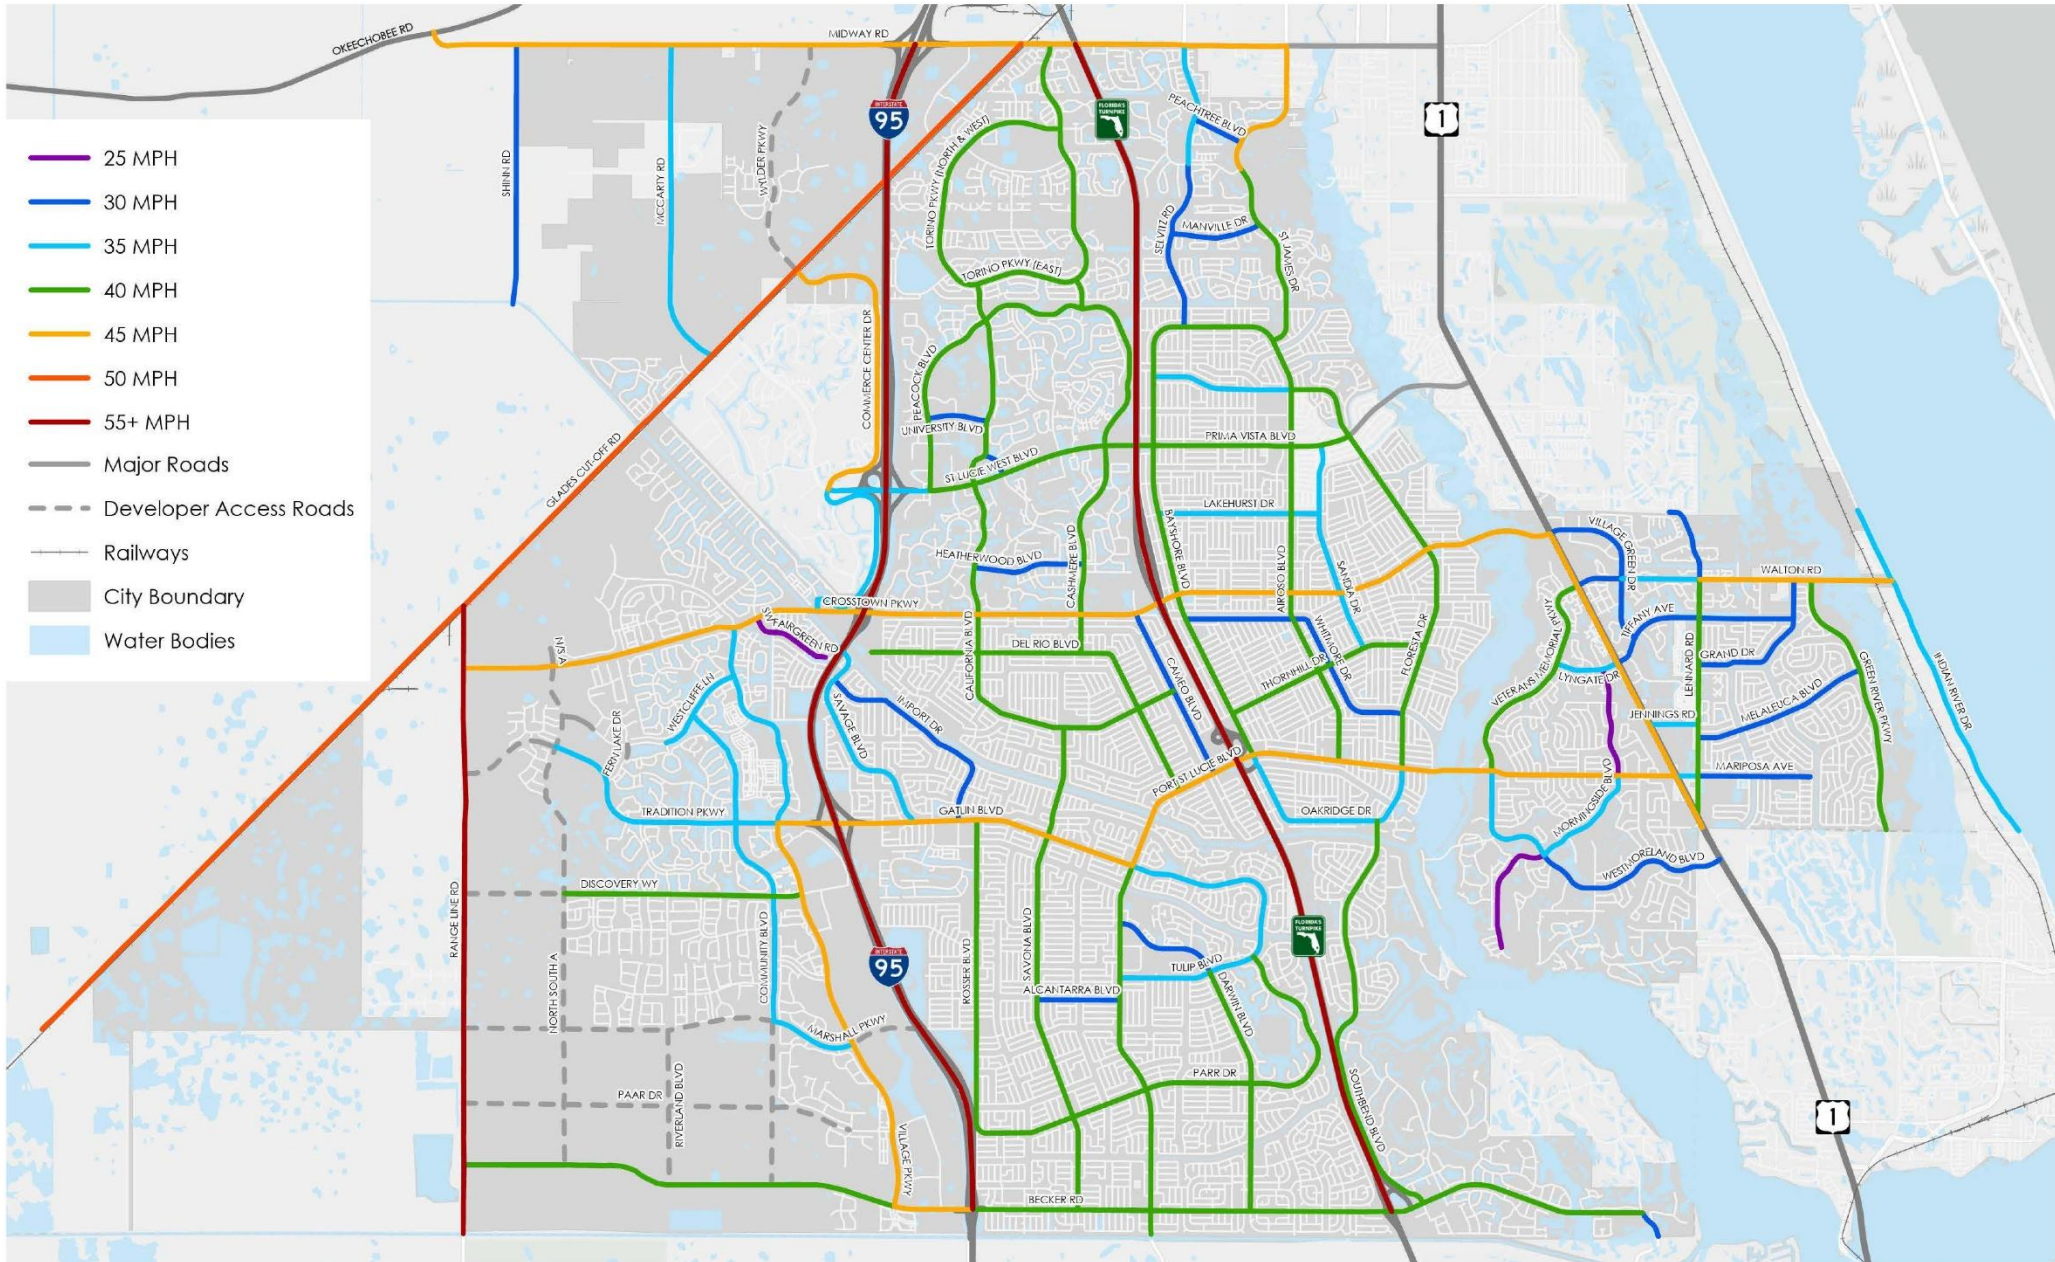 OKEECHOBEE RD
MIDWAY RD
INTERSTATE
95
FLORIDA'S
TURNPIKE
1
PEACHTREE BLVD
25 MPH
30 MPH
35 MPH
40 MPH
45 MPH
50 MPH
55+ MPH
Major Roads
Developer Access Roads
Railways
City Boundary
Water Bodies
SHINN RD
MCCARTY RD
WYLDER PKWY
TORINO PKWY (NORTH & WEST)
SELVITZ RD
MANVILLE DR
ST JAMES DR
TORINO PKWY (EAST)
COMMERCE CENTER DR
PEACOCK BLVD
UNIVERSITY BLVD
GLADES CUT-OFF RD
ST LUCIE WEST BLVD
PRIMA VISTA BLVD
LAKEHURST DR
BAYSHORE BLVD
AIROSO BLVD
SANDIA DR
HEATHERWOOD BLVD
CASHMERE BLVD
CROSSTOWN PKWY
SW FAIRGREEN RD
CALIFORNIA BLVD
DEL RIO BLVD
CAMEO BLVD
THORNHILL DR
WHITMORE DR
FLORESTA DR
VILLAGE GREEN DR
WALTON RD
TIFFANY AVE
VETERANS MEMORIAL PKWY
LYNGATE DR
LENNARD RD
GRAND DR
JENNINGS RD
MELALEUCA BLVD
GREEN RIVER PKWY
INDIAN RIVER DR
MARIPOSA AVE
MORNINGSIDE BLVD
WESTMORELAND BLVD
N/S A
WESTCLIFFE LN
FERNLAKE DR
SAVAGE BLVD
IMPORT DR
PORT ST LUCIE BLVD
OAKRIDGE DR
TRADITION PKWY
GATLIN BLVD
DISCOVERY WY
RANGE LINE RD
NORTH SOUTH A
COMMUNITY BLVD
INTERSTATE
95
ROSSER BLVD
SAVONA BLVD
ALCANTARRA BLVD
TULIP BLVD
DARWIN BLVD
FLORIDA'S
TURNPIKE
MARSHALL PKWY
PAAR DR
RIVERLAND BLVD
VILLAGE PKWY
PARR DR
SOUTHBEND BLVD
BECKER RD
1